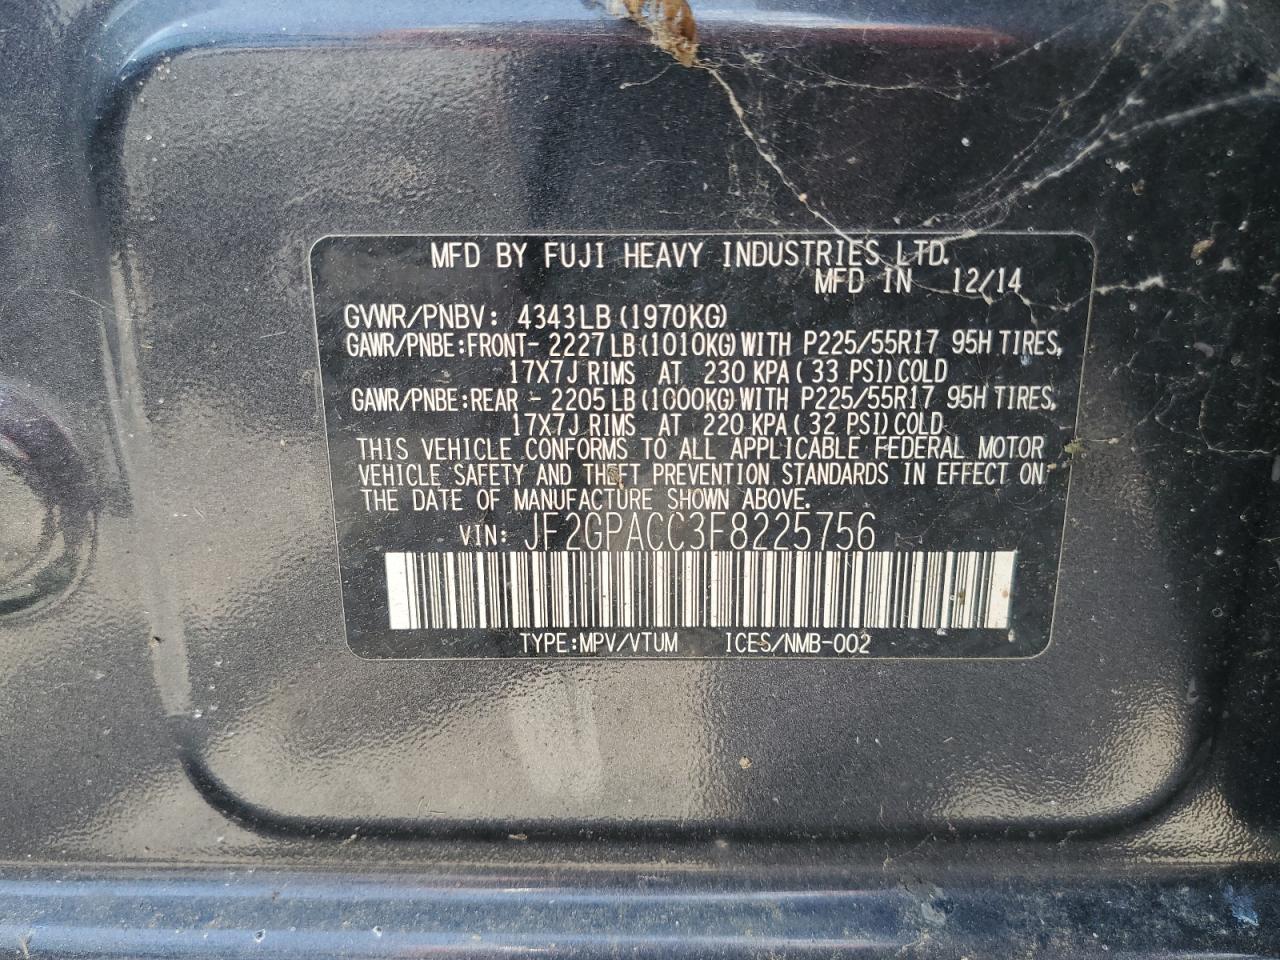 MFD BY FUJI HEAVY INDUSTRIES LTD.
MFD IN 12/14
GVWR/PNBV: 4343LB(1970KG)
GAWR/PNBE:FRONT- 2227LB(1010KG)WITH P225/55R17 95H TIRES,
17X7J RIMS AT 230 KPA(33 PSI)COLD
GAWR/PNBE:REAR - 2205LB(1000KG)WITH P225/55R17 95H TIRES,
17X7J RIMS AT 220 KPA(32 PSI)COLD
THIS VEHICLE CONFORMS TO ALL APPLICABLE FEDERAL MOTOR
VEHICLE SAFETY AND THEFT PREVENTION STANDARDS IN EFFECT ON
THE DATE OF MANUFACTURE SHOWN ABOVE.
VIN: JF2GPACC3F8225756
TYPE:MPV/VTUM ICES/NMB-002